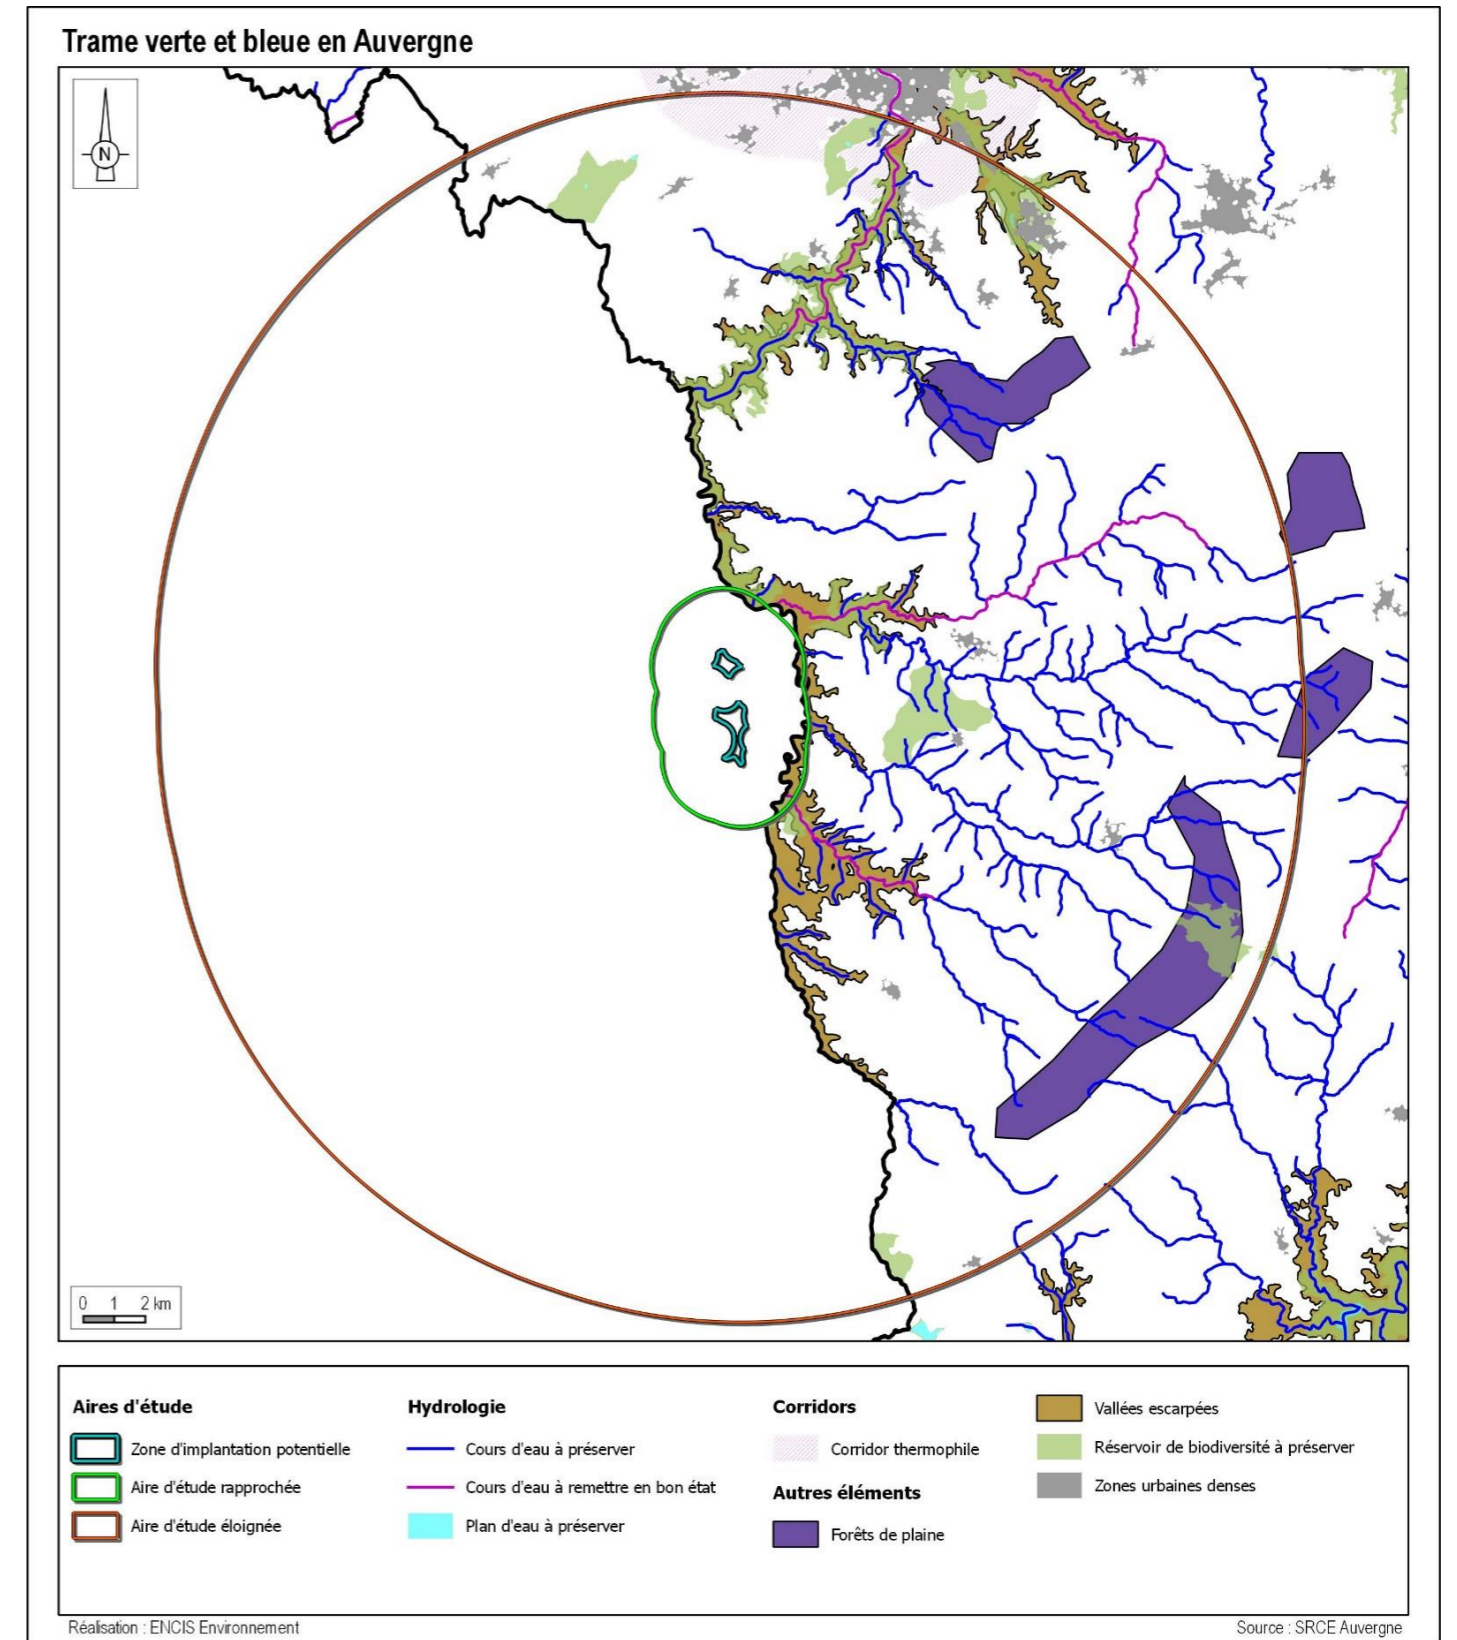 Trame verte et bleue en Auvergne
N
0 1 2 km
Aires d'étude
Zone d'implantation potentielle
Aire d'étude rapprochée
Aire d'étude éloignée
Hydrologie
Cours d'eau à préserver
Cours d'eau à remettre en bon état
Plan d'eau à préserver
Corridors
Corridor thermophile
Autres éléments
Forêts de plaine
Vallées escarpées
Réservoir de biodiversité à préserver
Zones urbaines denses
Réalisation : ENCIS Environnement
Source : SRCE Auvergne